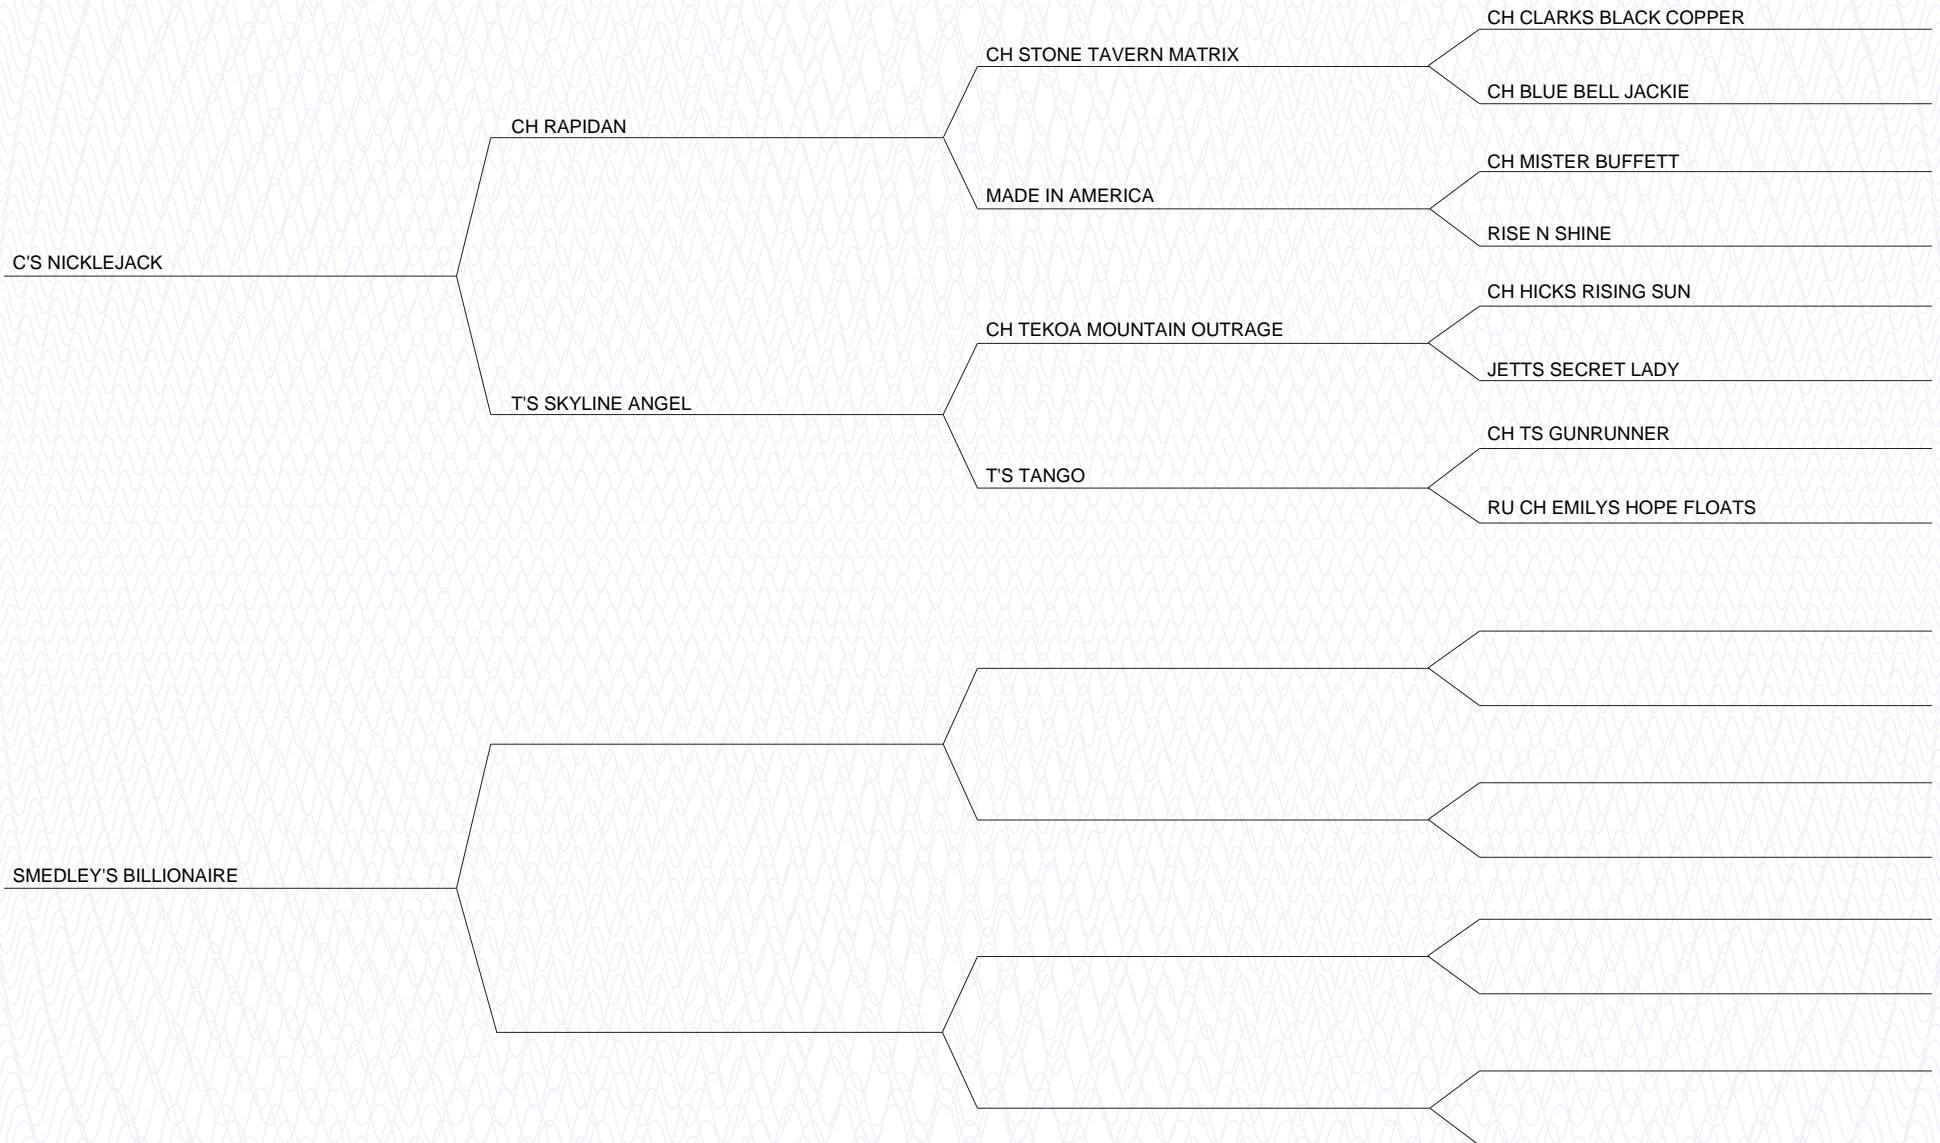 CH CLARKS BLACK COPPER
CH STONE TAVERN MATRIX
CH BLUE BELL JACKIE
CH RAPIDAN
CH MISTER BUFFETT
MADE IN AMERICA
RISE N SHINE
C'S NICKLEJACK
CH HICKS RISING SUN
CH TEKOA MOUNTAIN OUTRAGE
JETTS SECRET LADY
T'S SKYLINE ANGEL
CH TS GUNRUNNER
T'S TANGO
RU CH EMILYS HOPE FLOATS
SMEDLEY'S BILLIONAIRE